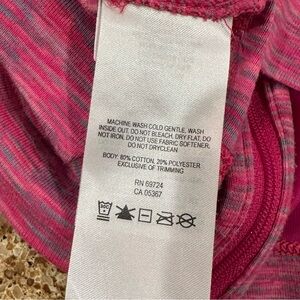 MACHINE WASH COLD GENTLE, WASH
INSIDE OUT, DO NOT BLEACH, DRY FLAT, DO
NOT IRON, DO NOT USE FABRIC SOFTENER,
DO NOT DRYCLEAN
BODY: 80% COTTON, 20% POLYESTER
EXCLUSIVE OF TRIMMING
RN 69724
CA 05367